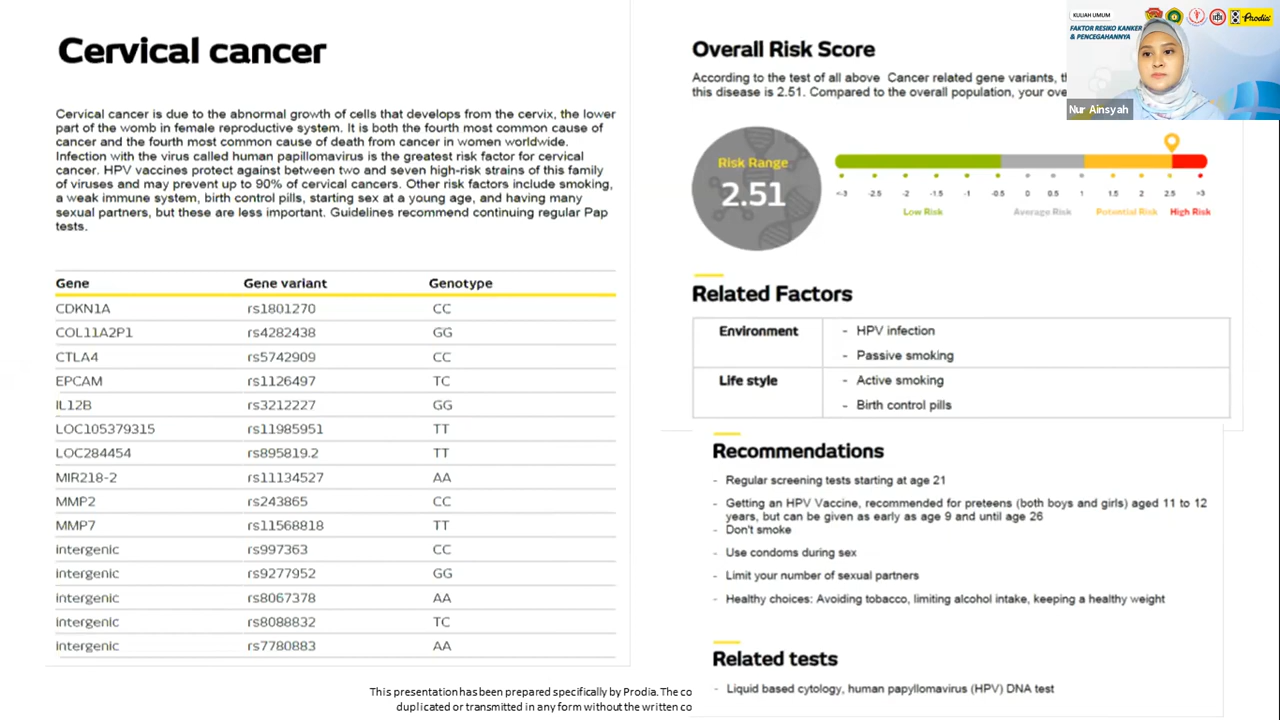 Cervical cancer
Cervical cancer is due to the abnormal growth of cell that develops from the cervix, the lower
part of the womb in female reproductive system. It is both the fourth most common cause of
cancer and the fourth most common cause of death from cancer in women worldwide.
Infection with the virus called human papillomavirus is the greatest risk factor for cervical
cancer. HPV vaccines protect against between two and seven high-risk strains of this family
of viruses and may prevent up to 90% of cervical cancers. Other risk factors include smoking,
a weak immune system, birth control pills, starting sex at a young age, and having many
sexual partners, but these are less important. Guidelines recommend continuing regular Pap
tests.
Gene Gene variant Genotype
CDKN1A rs1801270 CC
COL11A2P1 rs4282438 GG
CTLA4 rs5742909 CC
EPCAM rs1126497 TC
IL12B rs3212227 GG
LOC105379315 rs11985951 TT
LOC284454 rs895819.2 TT
MIR218-2 rs11134527 AA
MMP2 rs243865 CC
MMP7 rs11568818 TT
intergenic rs997363 CC
intergenic rs9277952 GG
intergenic rs8067378 AA
intergenic rs8088832 TC
intergenic rs7780883 AA
Overall Risk Score
According to the test of all above Cancer related gene variants,
this disease is 2.51. Compared to the overall population, your
Risk Range
2.51
<-3 -2.5 -2 -1.5 -1 -0.5 0 0.5 1 1.5 2 2.5 >3
Low Risk Average Risk Potential Risk High Risk
Related Factors
Environment - HPV infection
- Passive smoking
Life style - Active smoking
- Birth control pills
Recommendations
- Regular screening tests starting at age 21
- Getting an HPV Vaccine, recommended for preteens (both boys and girls) aged 11 to 12
years, but can be given as early as age 9 and until age 26
- Don't smoke
- Use condoms during sex
- Limit your number of sexual partners
- Healthy choices: Avoiding tobacco, limiting alcohol intake, keeping a healthy weight
Related tests
- Liquid based cytology, human papyllomavirus (HPV) DNA test
This presentation has been prepared specifically by Prodia. The co
duplicated or transmitted in any form without the written co
KULIAH UMUM
FAKTOR RESIKO KANKER
& PENCEGAHANNYA
Prodia
Nur Ainsyah